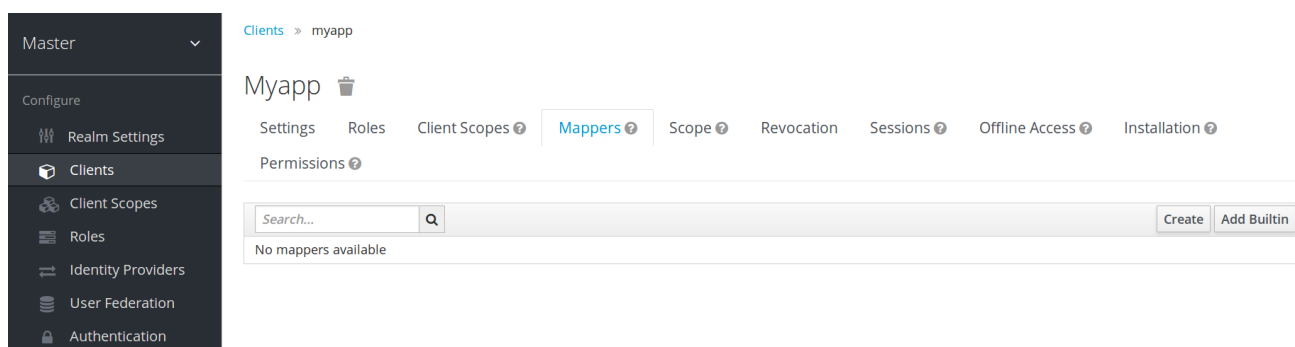 Master
Clients » myapp
Myapp
Configure
Realm Settings
Clients
Client Scopes
Roles
Identity Providers
User Federation
Authentication
Settings Roles Client Scopes Mappers Scope Revocation Sessions Offline Access Installation
Permissions
Search... Create Add Builtin
No mappers available